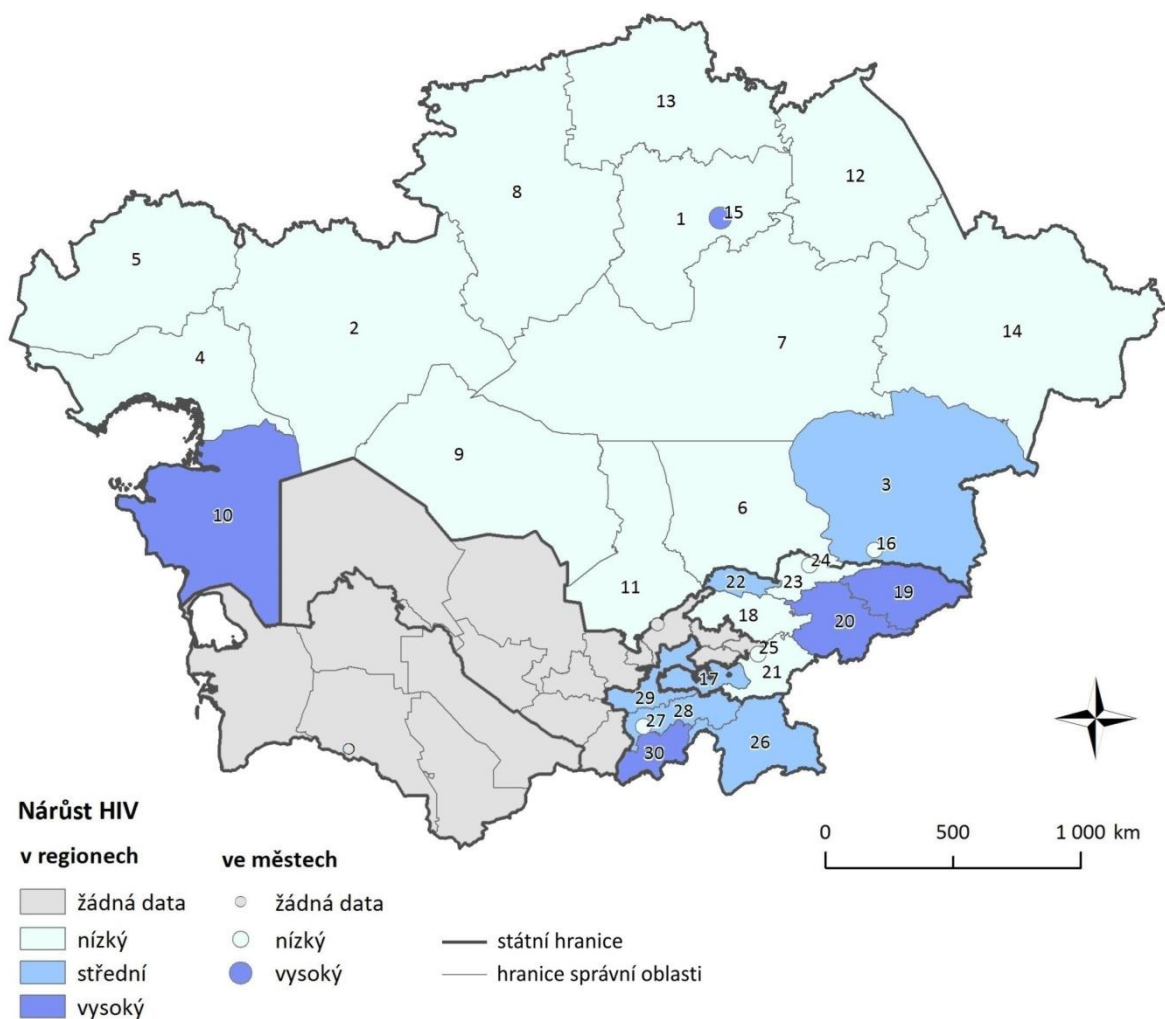 13
8
12
1
15
5
2
7
14
4
9
3
6
10
16
24
22
23
19
11
18
20
25
21
17
29
28
27
26
30
Nárůst HIV
v regionech
ve městech
žádná data
žádná data
0 500 1 000 km
nízký
nízký
státní hranice
střední
vysoký
hranice správní oblasti
vysoký